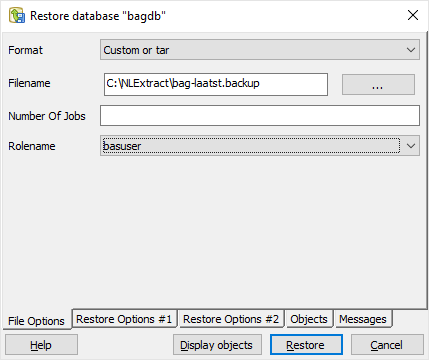 Restore database "bagdb"
Format Custom or tar
Filename C:\NLExtract\bag-laatst.backup ...
Number Of Jobs
Rolename basuser
File Options Restore Options #1 Restore Options #2 Objects Messages
Help Display objects Restore Cancel